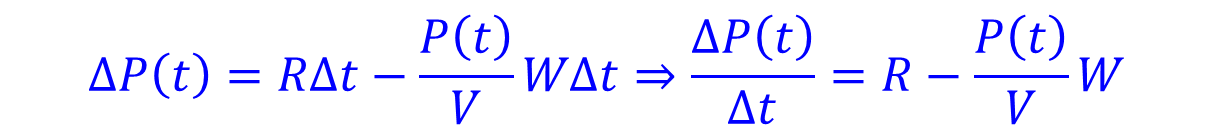 ΔP(t) = RΔt − P(t)/V WΔt ⇒ ΔP(t)/Δt = R − P(t)/V W